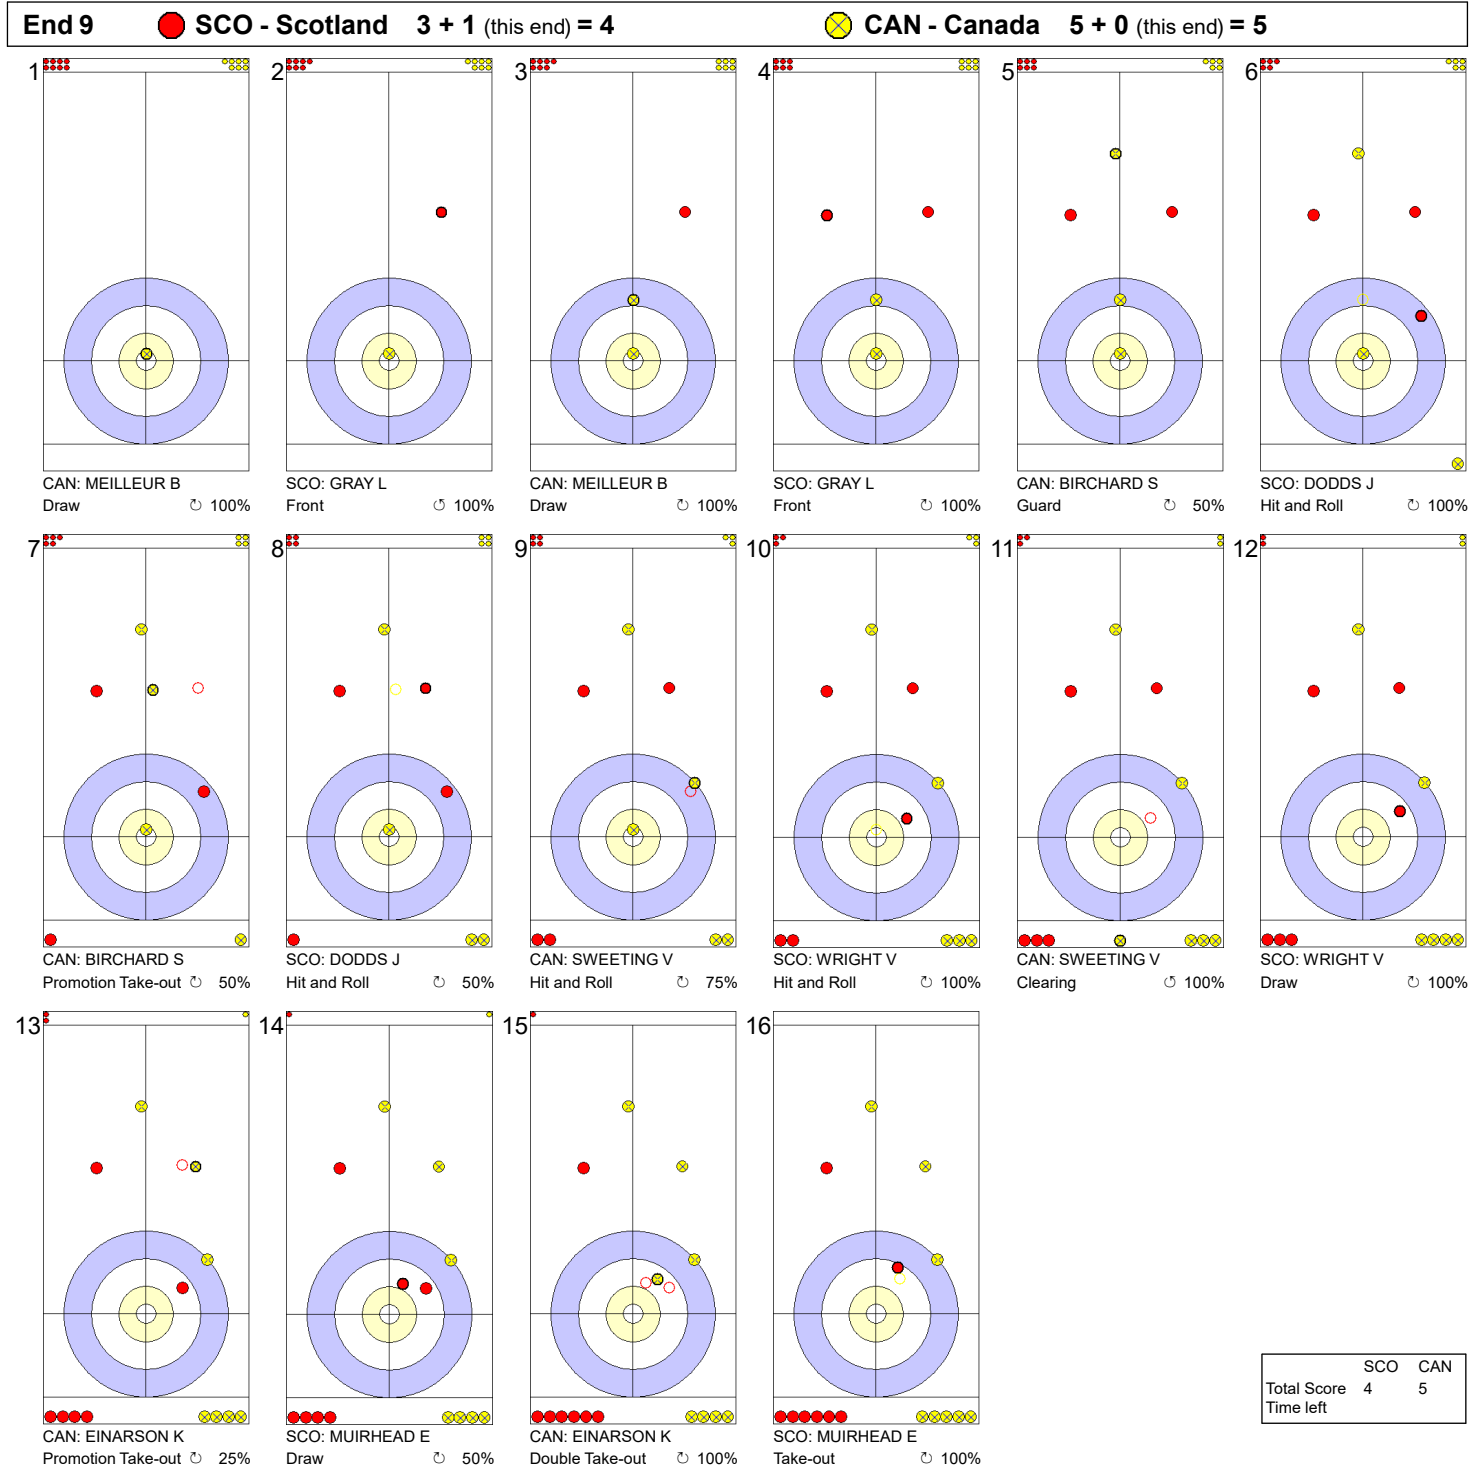 End 9 SCO - Scotland 3 + 1 (this end) = 4 CAN - Canada 5 + 0 (this end) = 5
1 2 3 4 5 6
CAN: MEILLEUR B SCO: GRAY L CAN: MEILLEUR B SCO: GRAY L CAN: BIRCHARD S SCO: DODDS J
Draw ↻ 100% Front ↺ 100% Draw ↻ 100% Front ↺ 100% Guard ↻ 50% Hit and Roll ↻ 100%
7 8 9 10 11 12
CAN: BIRCHARD S SCO: DODDS J CAN: SWEETING V SCO: WRIGHT V CAN: SWEETING V SCO: WRIGHT V
Promotion Take-out ↻ 50% Hit and Roll ↻ 50% Hit and Roll ↻ 75% Hit and Roll ↻ 100% Clearing ↺ 100% Draw ↻ 100%
13 14 15 16
CAN: EINARSON K SCO: MUIRHEAD E CAN: EINARSON K SCO: MUIRHEAD E
Promotion Take-out ↻ 25% Draw ↻ 50% Double Take-out ↻ 100% Take-out ↻ 100%
SCO CAN
Total Score 4 5
Time left